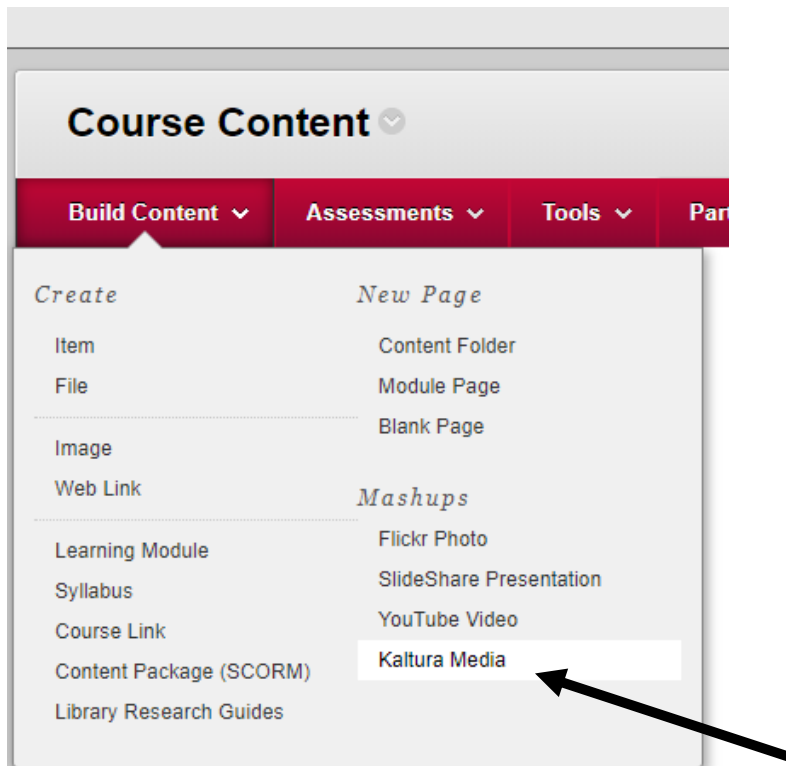 Course Content
Build Content
Assessments
Tools
Create
Item
File
Image
Web Link
Learning Module
Syllabus
Course Link
Content Package (SCORM)
Library Research Guides
New Page
Content Folder
Module Page
Blank Page
Mashups
Flickr Photo
SlideShare Presentation
YouTube Video
Kaltura Media